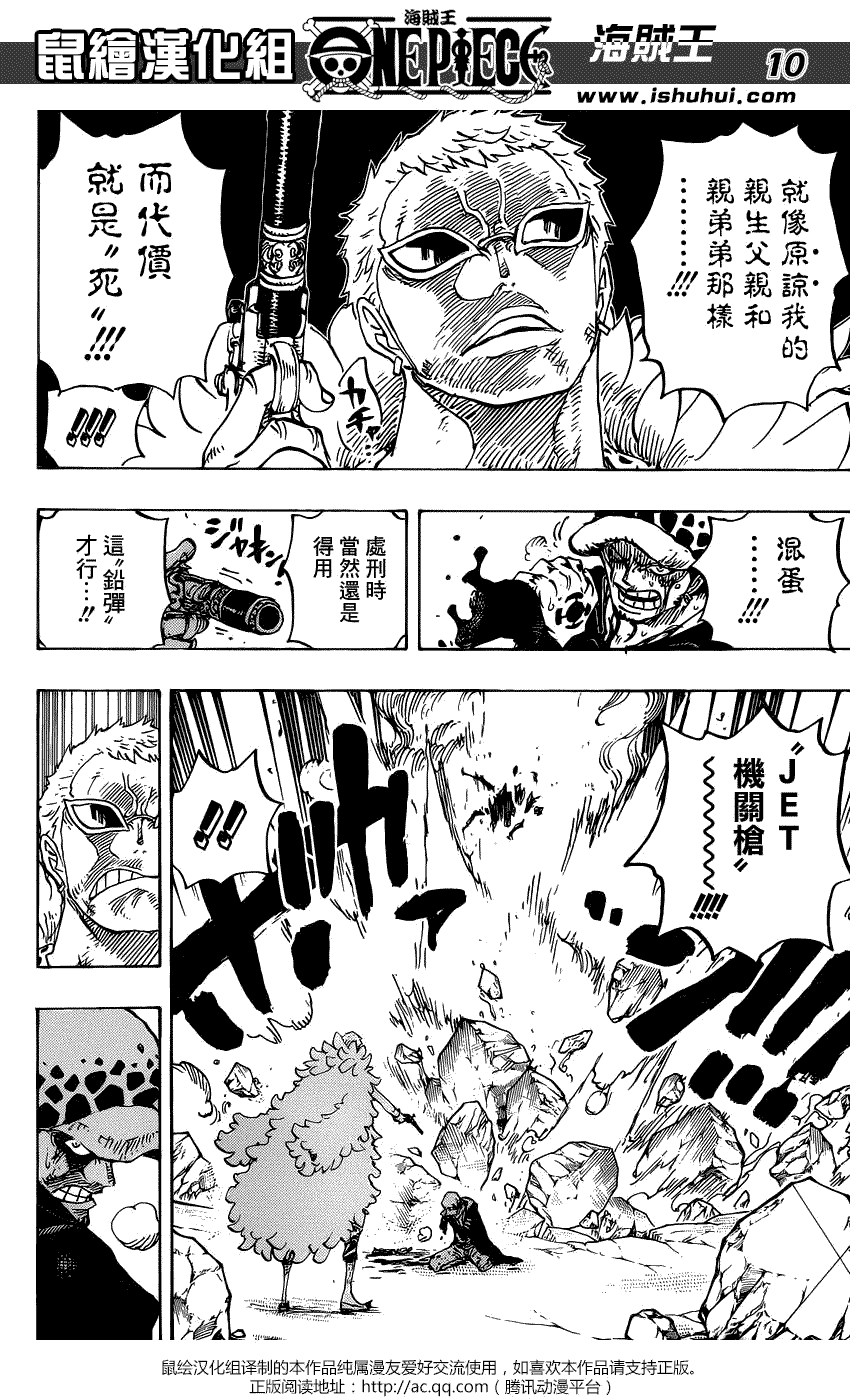 鼠繪漢化組
海賊王
ONE PIECE
海賊王
10
www.ishuhui.com
就像原諒我的
親生父親和
親弟弟那樣
………!!!
而代價
就是〝死〞!!!
!!!
カチャ…
混蛋
……!
處刑時
當然還是
得用
ジャキン!
這〝鉛彈〞
才行…!!
〝JET
機關槍〞
!!!!
!!
ドガァン!!!
鼠绘汉化组译制的本作品纯属漫友爱好交流使用，如喜欢本作品请支持正版。
正版阅读地址：http://ac.qq.com（腾讯动漫平台）